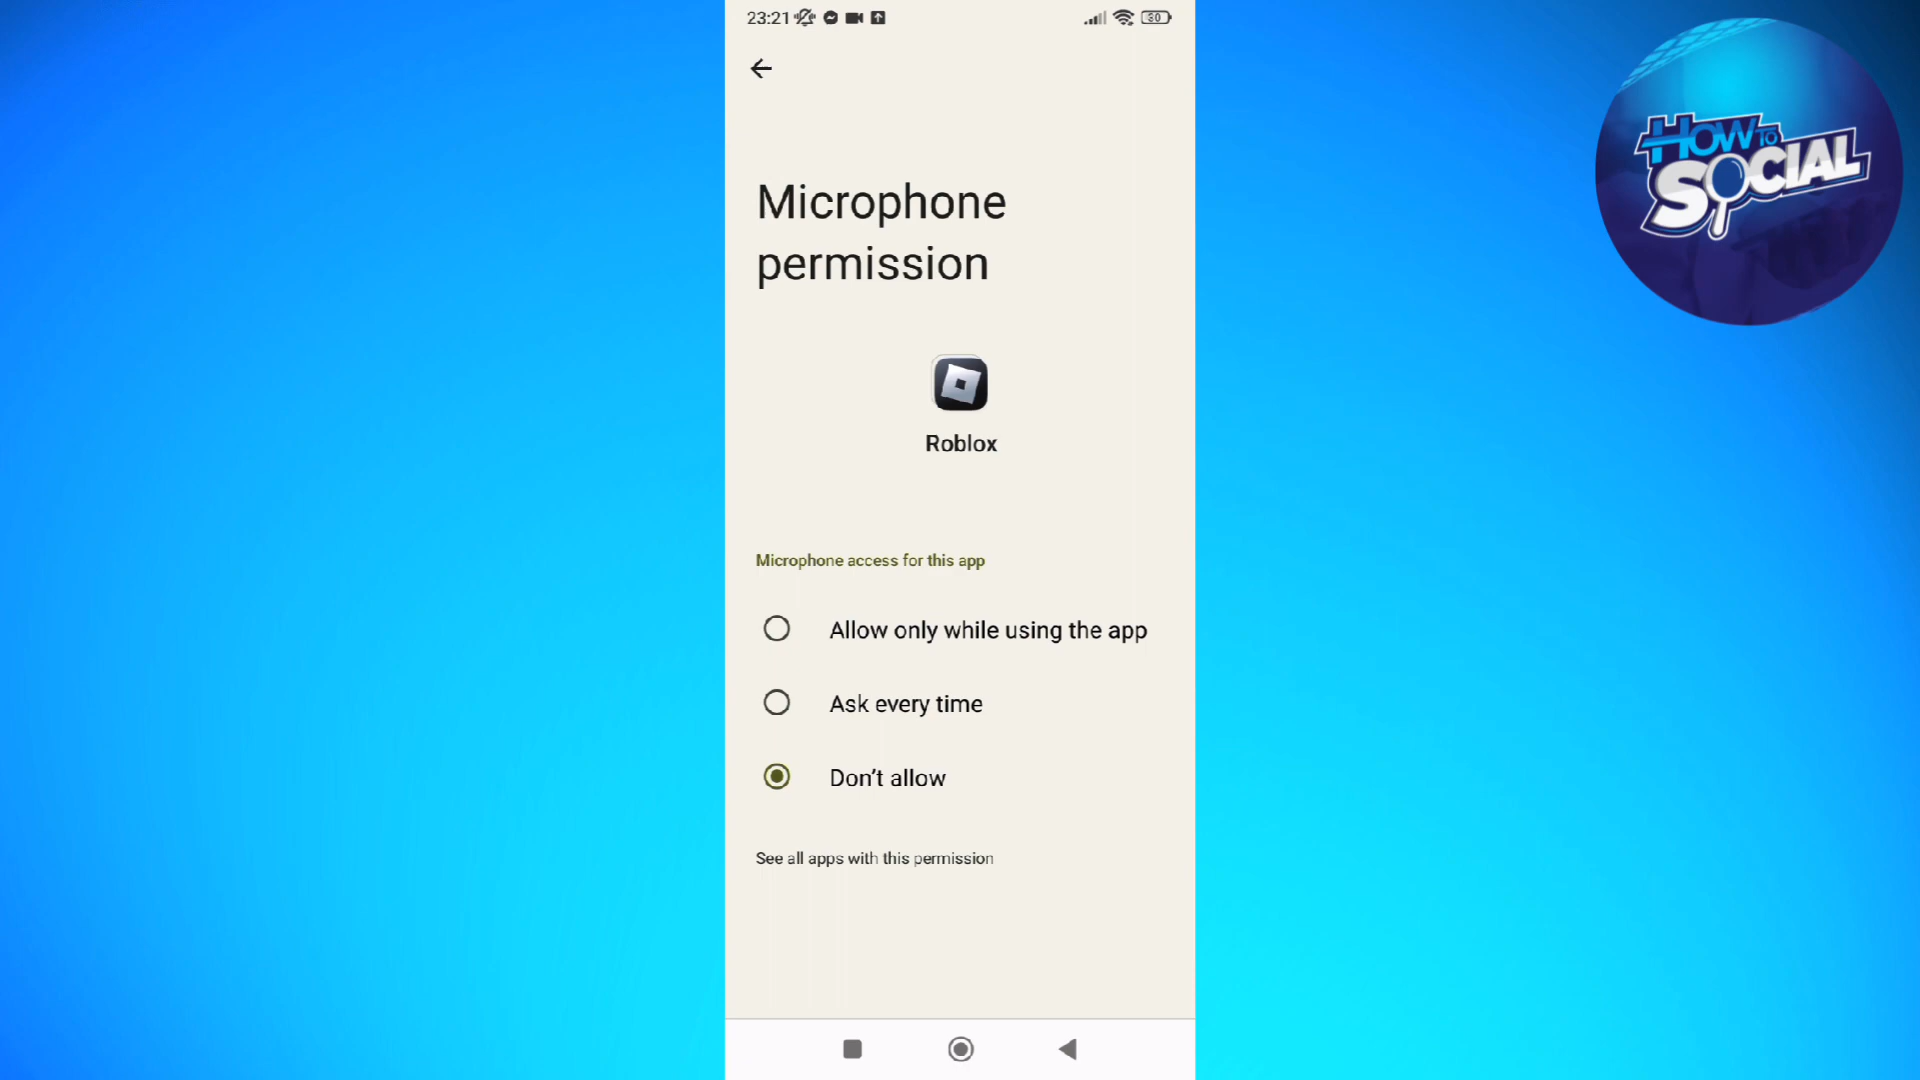 23:21
30
HOW TO
SOCIAL
Microphone
permission
Roblox
Microphone access for this app
Allow only while using the app
Ask every time
Don’t allow
See all apps with this permission